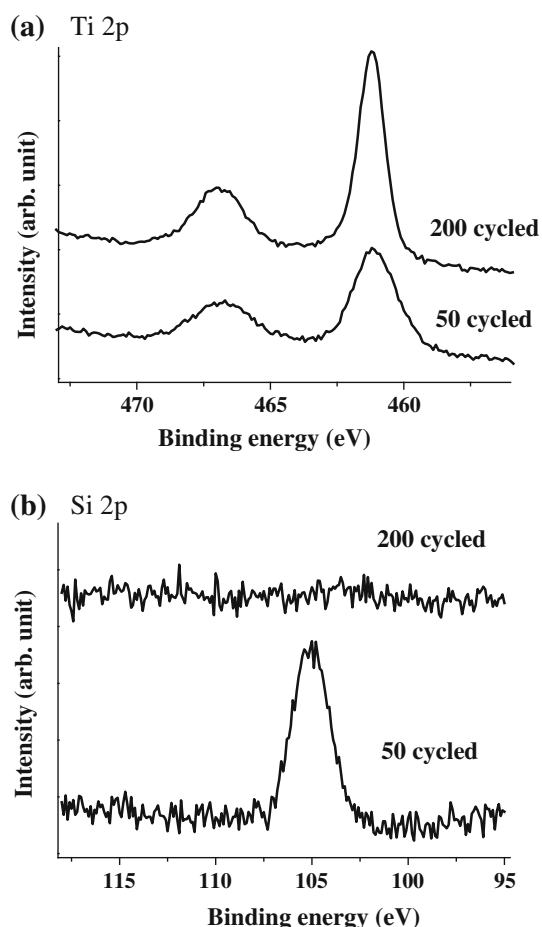 (a) Ti 2p
Intensity (arb. unit)
200 cycled
50 cycled
470 465 460
Binding energy (eV)
(b) Si 2p
Intensity (arb. unit)
200 cycled
50 cycled
115 110 105 100 95
Binding energy (eV)